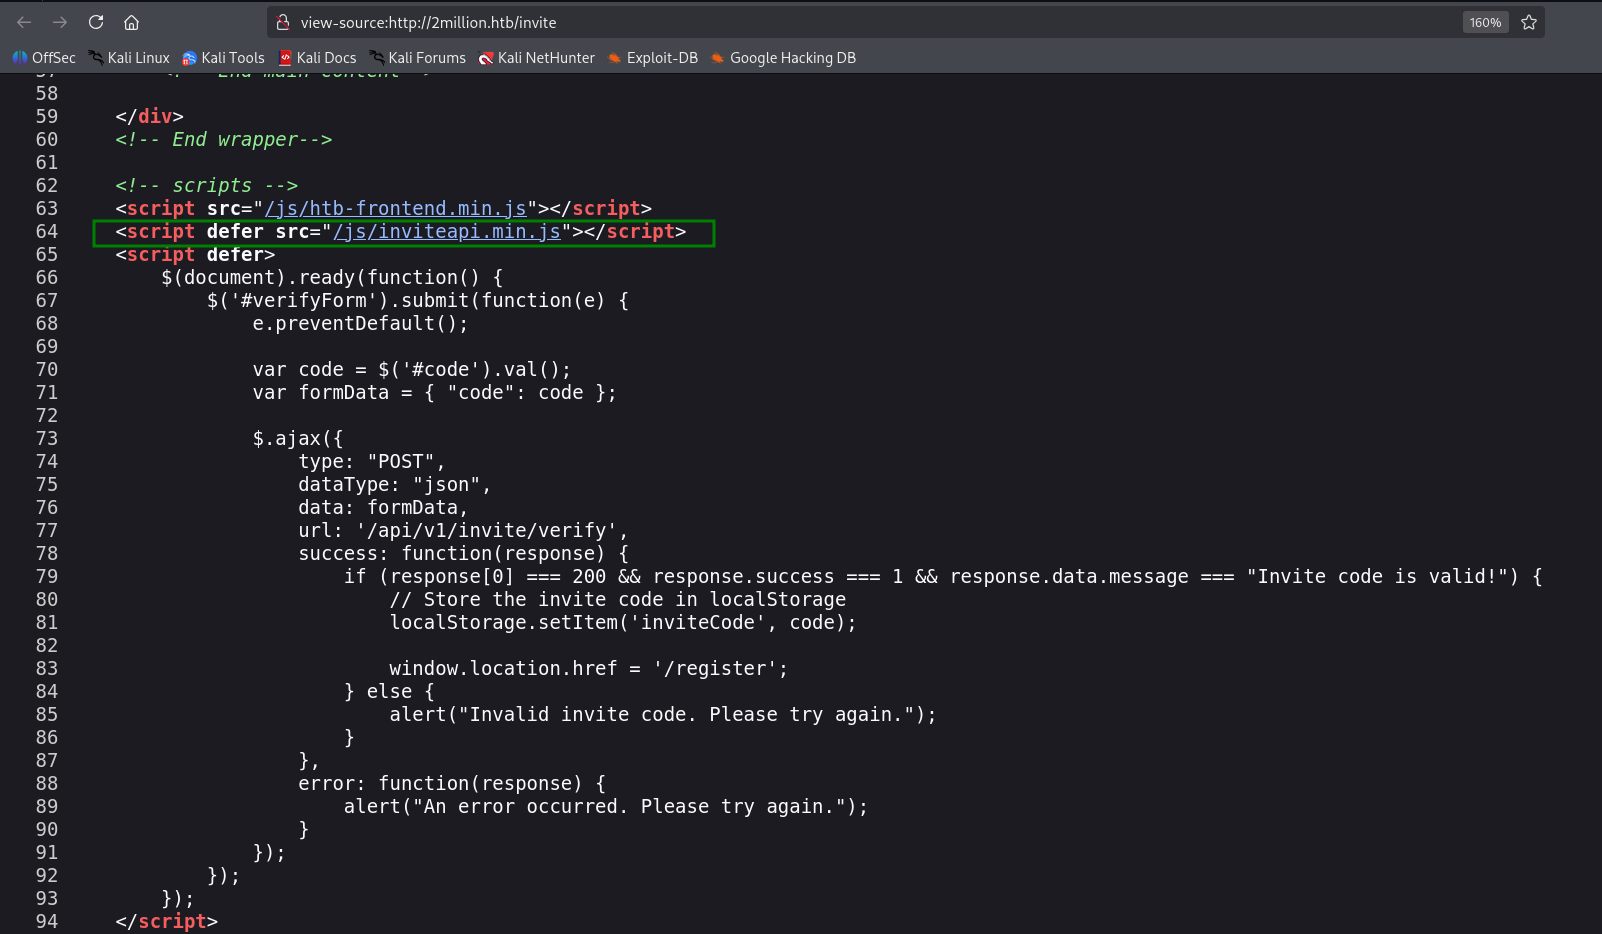 view-source:http://2million.htb/invite 160%
OffSec Kali Linux Kali Tools Kali Docs Kali Forums Kali NetHunter Exploit-DB Google Hacking DB
58
59 </div>
60 <!-- End wrapper-->
61
62 <!-- scripts -->
63 <script src="/js/htb-frontend.min.js"></script>
64 <script defer src="/js/inviteapi.min.js"></script>
65 <script defer>
66 $(document).ready(function() {
67 $('#verifyForm').submit(function(e) {
68 e.preventDefault();
69
70 var code = $('#code').val();
71 var formData = { "code": code };
72
73 $.ajax({
74 type: "POST",
75 dataType: "json",
76 data: formData,
77 url: '/api/v1/invite/verify',
78 success: function(response) {
79 if (response[0] === 200 && response.success === 1 && response.data.message === "Invite code is valid!") {
80 // Store the invite code in localStorage
81 localStorage.setItem('inviteCode', code);
82
83 window.location.href = '/register';
84 } else {
85 alert("Invalid invite code. Please try again.");
86 }
87 },
88 error: function(response) {
89 alert("An error occurred. Please try again.");
90 }
91 });
92 });
93 });
94 </script>